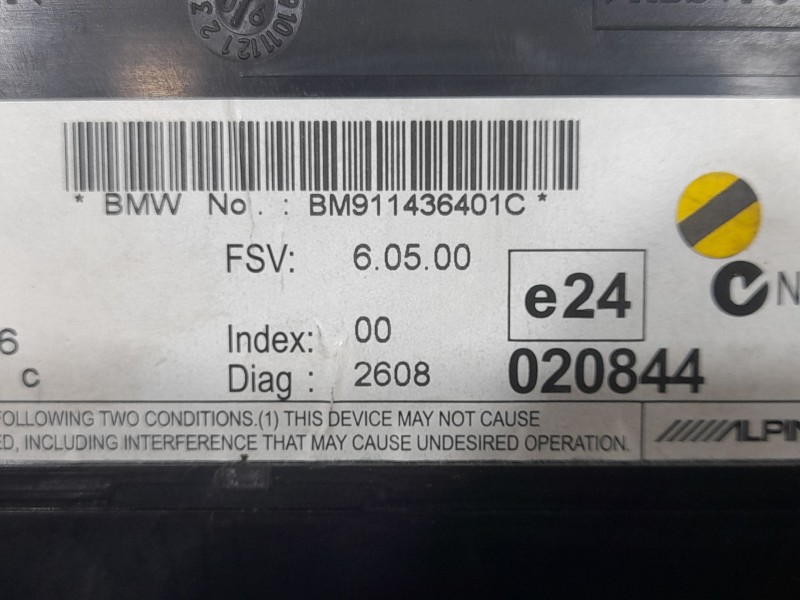 * BMW No.: BM911436401C *
FSV: 6.05.00
e24
N
6
Index: 00
020844
c
Diag : 2608
FOLLOWING TWO CONDITIONS.(1) THIS DEVICE MAY NOT CAUSE
ED, INCLUDING INTERFERENCE THAT MAY CAUSE UNDESIRED OPERATION.
ALPIN